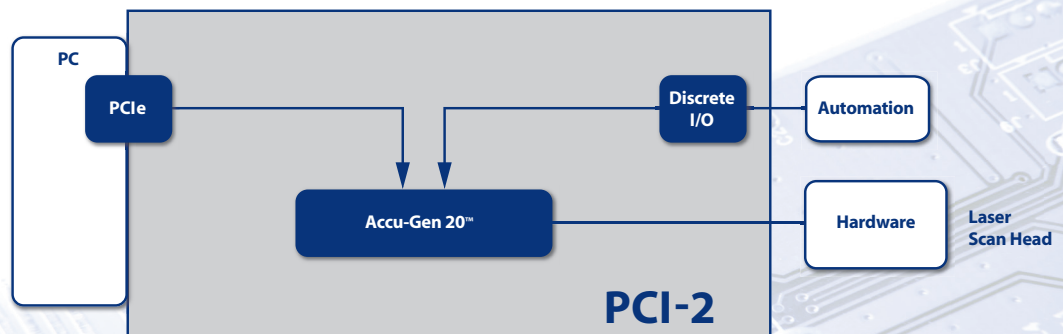 PC
PCIe
Discrete
I/O
Automation
Accu-Gen 20™
Hardware
Laser
Scan Head
PCI-2